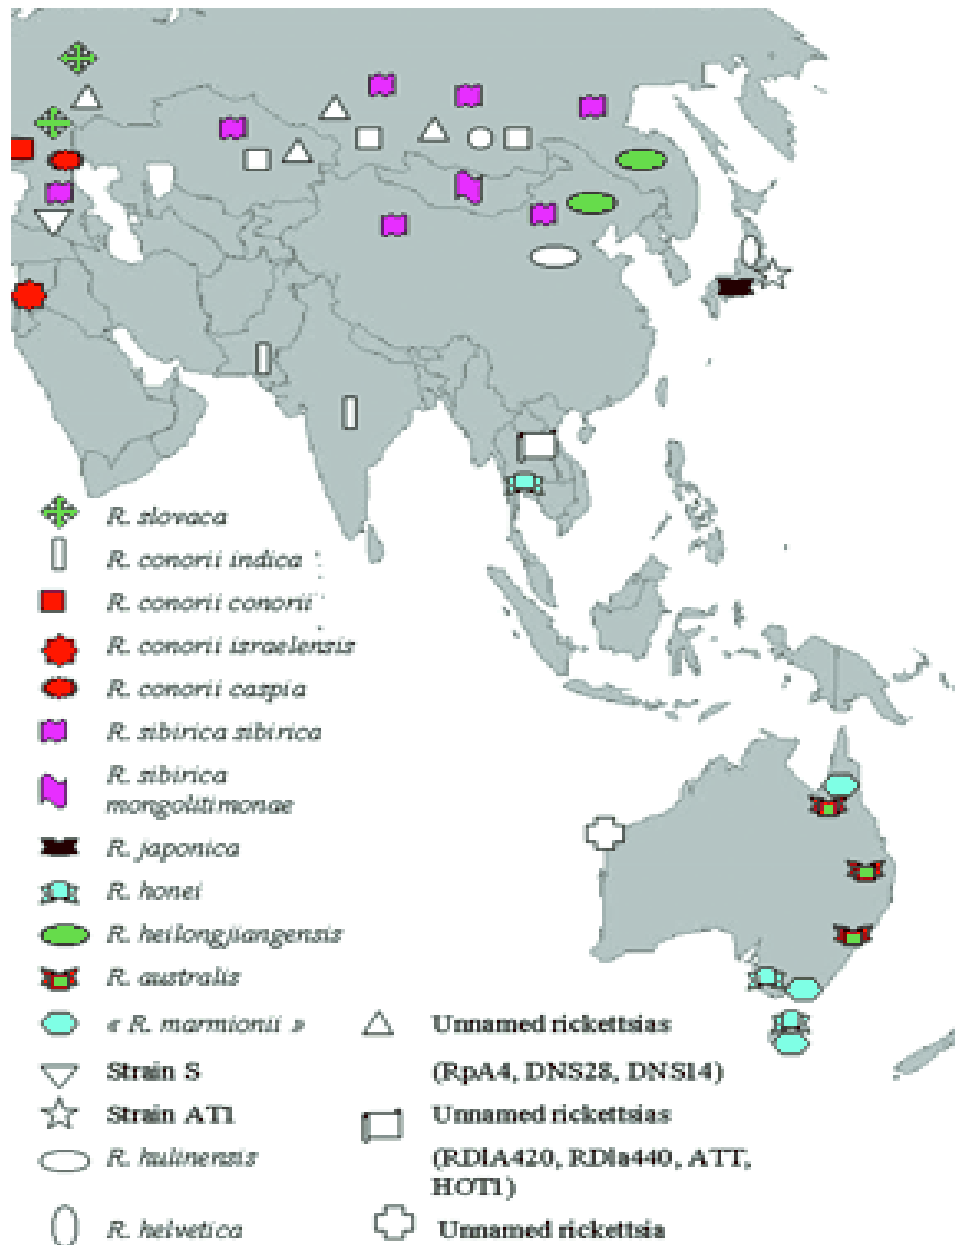 R. slovaca
R. conorii indica
R. conorii conorii
R. conorii israelensis
R. conorii caspia
R. sibirica sibirica
R. sibirica
mongolitimonae
R. japonica
R. honei
R. heilongjiangensis
R. australis
« R. marmionii »
Strain S
Strain AT1
R. hulinensis
R. helvetica
Unnamed rickettsias
(RpA4, DNS28, DNS14)
Unnamed rickettsias
(RDlA420, RDla440, ATT,
HOT1)
Unnamed rickettsia